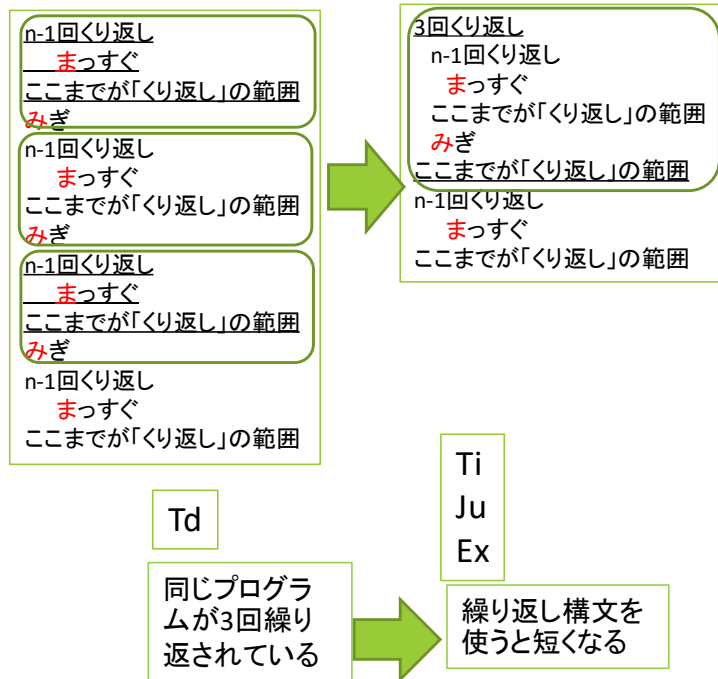 n-1回くり返し
まっすぐ
ここまでが「くり返し」の範囲
みぎ
n-1回くり返し
まっすぐ
ここまでが「くり返し」の範囲
みぎ
n-1回くり返し
まっすぐ
ここまでが「くり返し」の範囲
みぎ
n-1回くり返し
まっすぐ
ここまでが「くり返し」の範囲
3回くり返し
n-1回くり返し
まっすぐ
ここまでが「くり返し」の範囲
みぎ
ここまでが「くり返し」の範囲
n-1回くり返し
まっすぐ
ここまでが「くり返し」の範囲
Td
同じプログラ
ムが3回繰り
返されている
Ti
Ju
Ex
繰り返し構文を
使うと短くなる